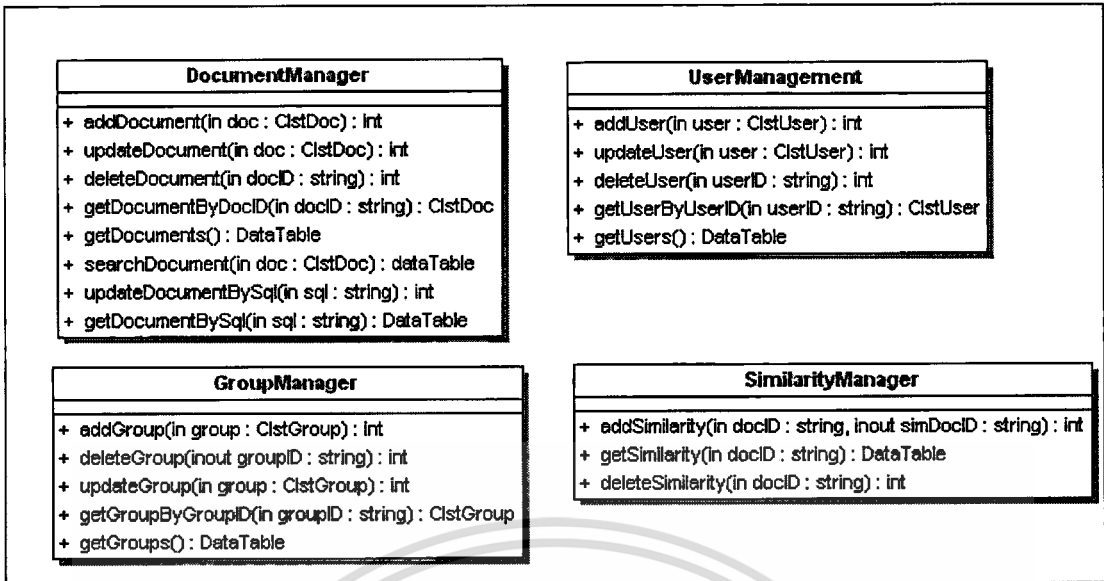 DocumentManager
+ addDocument(in doc : ClstDoc) : int
+ updateDocument(in doc : ClstDoc) : int
+ deleteDocument(in docID : string) : int
+ getDocumentByDocID(in docID : string) : ClstDoc
+ getDocuments() : DataTable
+ searchDocument(in doc : ClstDoc) : dataTable
+ updateDocumentBySql(in sql : string) : int
+ getDocumentBySql(in sql : string) : DataTable
UserManagement
+ addUser(in user : ClstUser) : int
+ updateUser(in user : ClstUser) : int
+ deleteUser(in userID : string) : int
+ getUserByUserID(in userID : string) : ClstUser
+ getUsers() : DataTable
GroupManager
+ addGroup(in group : ClstGroup) : int
+ deleteGroup(inout groupID : string) : int
+ updateGroup(in group : ClstGroup) : int
+ getGroupByGroupID(in groupID : string) : ClstGroup
+ getGroups() : DataTable
SimilarityManager
+ addSimilarity(in docID : string, inout simDocID : string) : int
+ getSimilarity(in docID : string) : DataTable
+ deleteSimilarity(in docID : string) : int